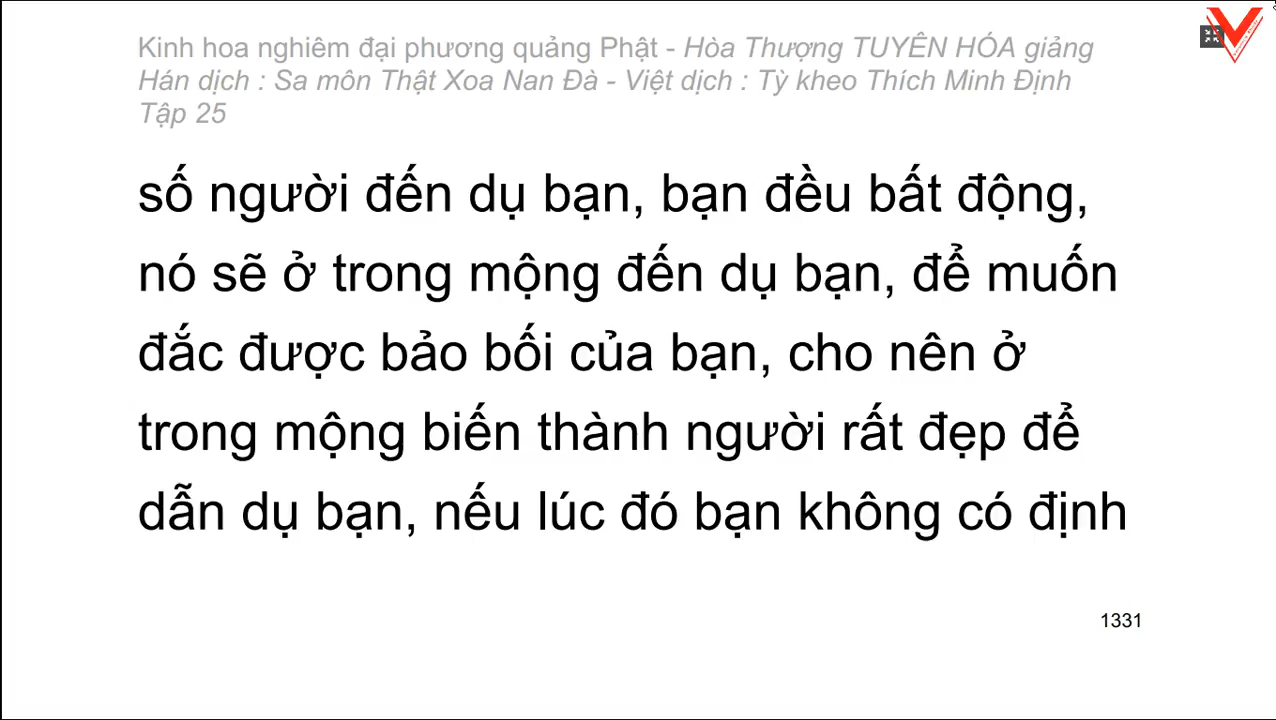 Kinh hoa nghiêm đại phương quảng Phật - Hòa Thượng TUYÊN HÓA giảng
Hán dịch : Sa môn Thật Xoa Nan Đà - Việt dịch : Tỳ kheo Thích Minh Định
Tập 25
số người đến dụ bạn, bạn đều bất động,
nó sẽ ở trong mộng đến dụ bạn, để muốn
đắc được bảo bối của bạn, cho nên ở
trong mộng biến thành người rất đẹp để
dẫn dụ bạn, nếu lúc đó bạn không có định
1331